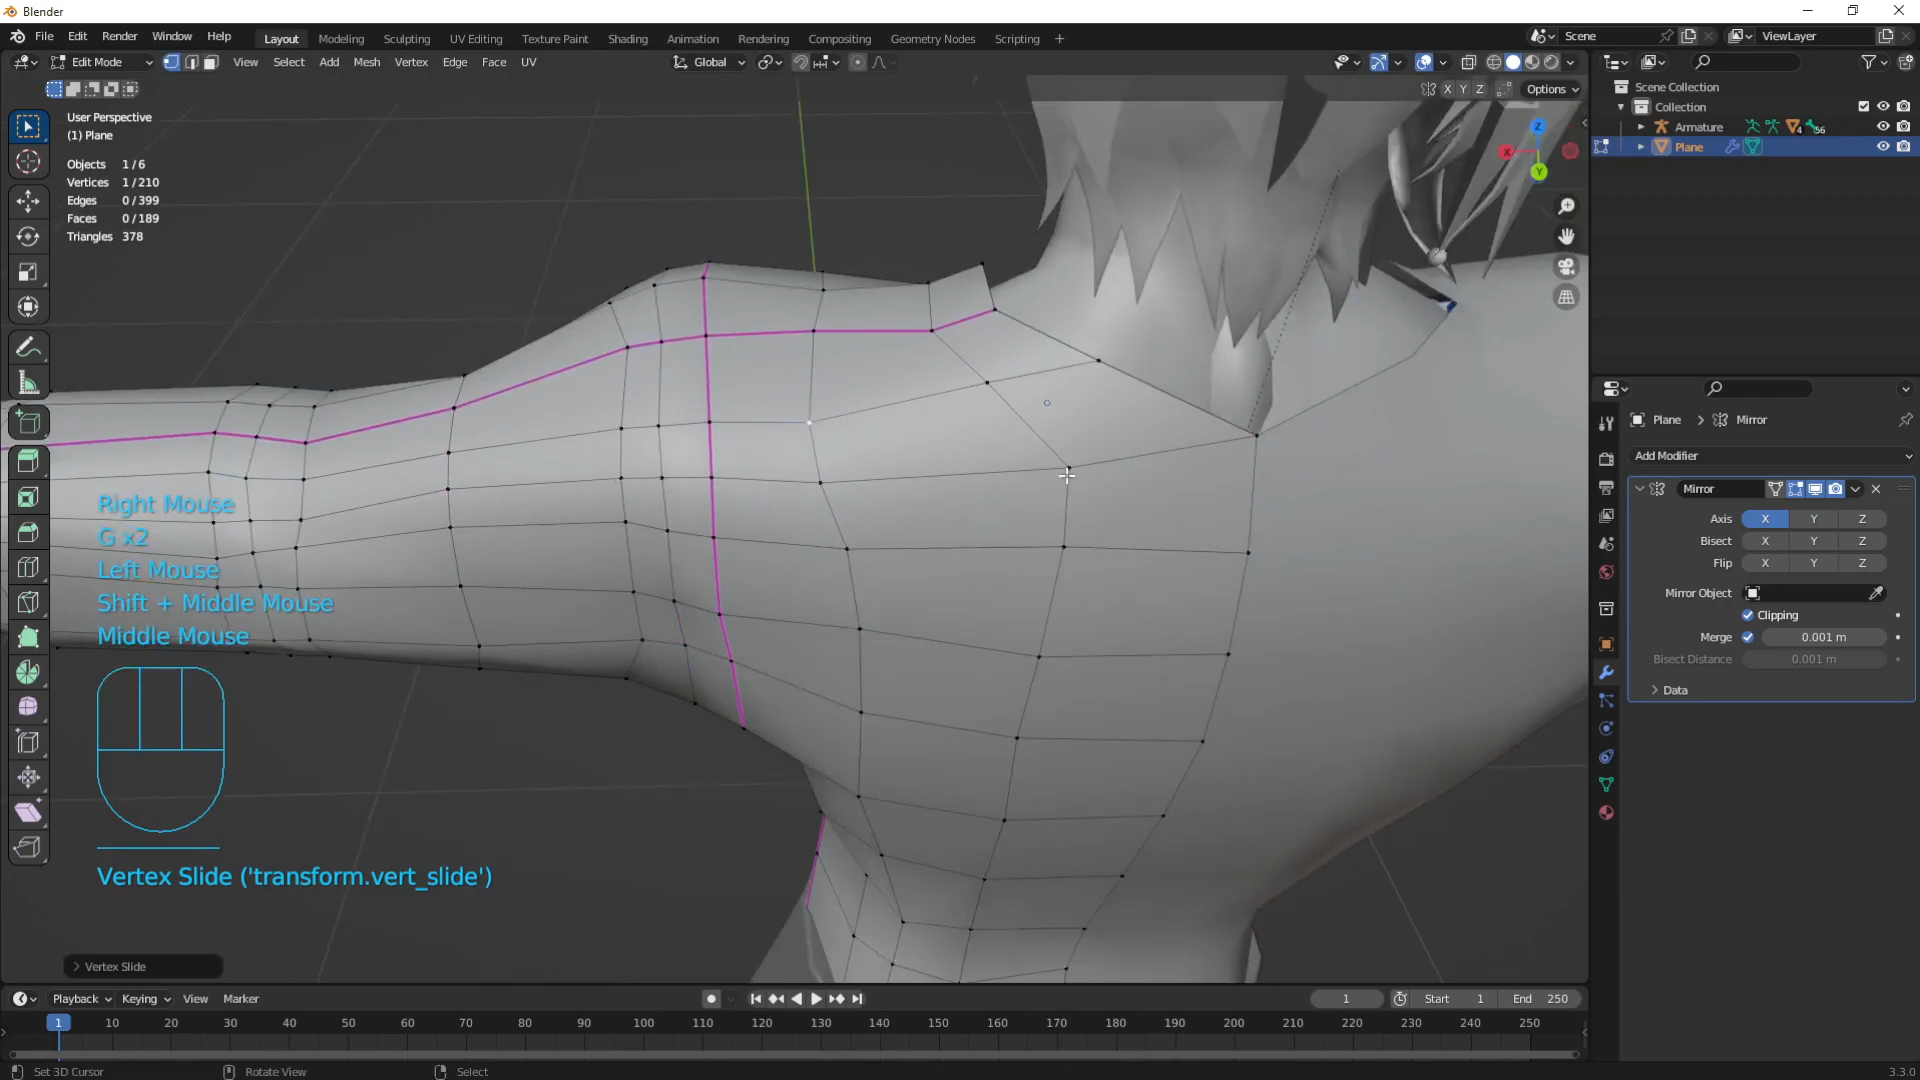 Blender
File Edit Render Window Help
Layout Modeling Sculpting UV Editing Texture Paint Shading Animation Rendering Compositing Geometry Nodes Scripting +
Scene
ViewLayer
Edit Mode
View Select Add Mesh Vertex Edge Face UV
Global
X Y Z Options
User Perspective
(1) Plane
Objects 1/6
Vertices 1/210
Edges 0/399
Faces 0/189
Triangles 378
Z
X
Y
Scene Collection
Collection
Armature 4 56
Plane
Plane > Mirror
Add Modifier
Mirror
Axis X Y Z
Bisect X Y Z
Flip X Y Z
Mirror Object
Clipping
Merge 0.001 m
Bisect Distance 0.001 m
Data
Right Mouse
G x2
Left Mouse
Shift + Middle Mouse
Middle Mouse
Vertex Slide ('transform.vert_slide')
Vertex Slide
Playback Keying View Marker
1
Start 1 End 250
1 10 20 30 40 50 60 70 80 90 100 110 120 130 140 150 160 170 180 190 200 210 220 230 240 250
Set 3D Cursor Rotate View Select
3.3.0